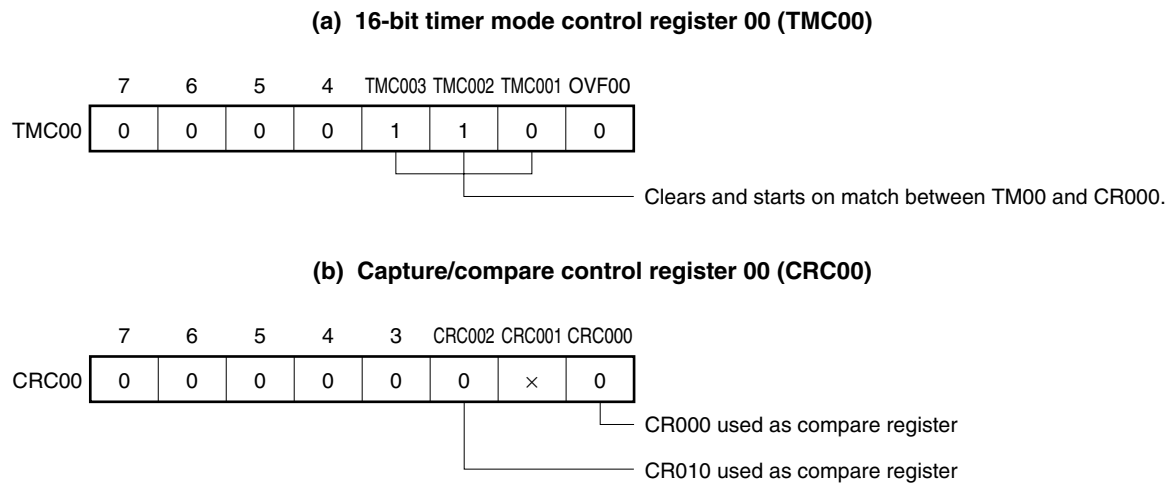 (a) 16-bit timer mode control register 00 (TMC00)
7 6 5 4 TMC003 TMC002 TMC001 OVF00
TMC00 0 0 0 0 1 1 0 0
Clears and starts on match between TM00 and CR000.
(b) Capture/compare control register 00 (CRC00)
7 6 5 4 3 CRC002 CRC001 CRC000
CRC00 0 0 0 0 0 0 × 0
CR000 used as compare register
CR010 used as compare register